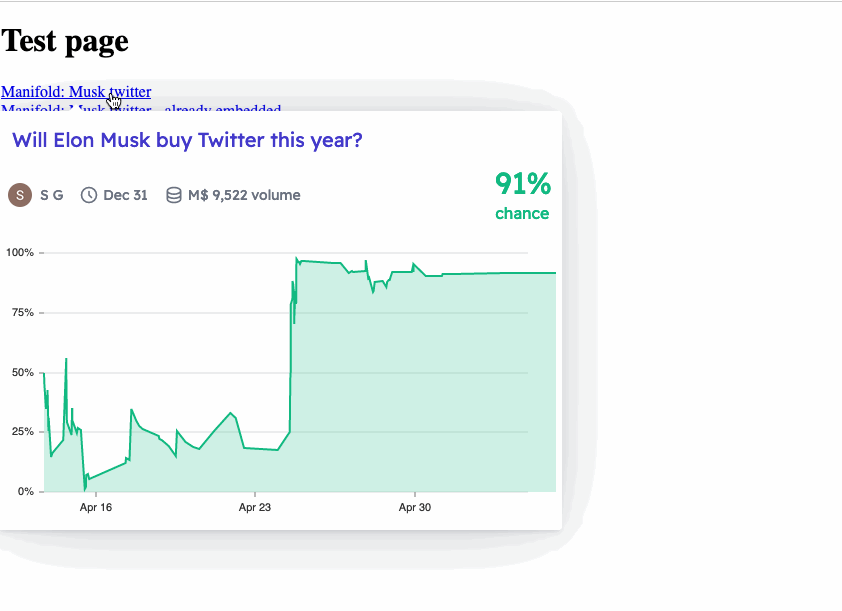 Test page
Manifold: Musk twitter
Manifold: Musk twitter - already embedded
Will Elon Musk buy Twitter this year?
S S G Dec 31 M$ 9,522 volume
91%
chance
100%
75%
50%
25%
0%
Apr 16 Apr 23 Apr 30